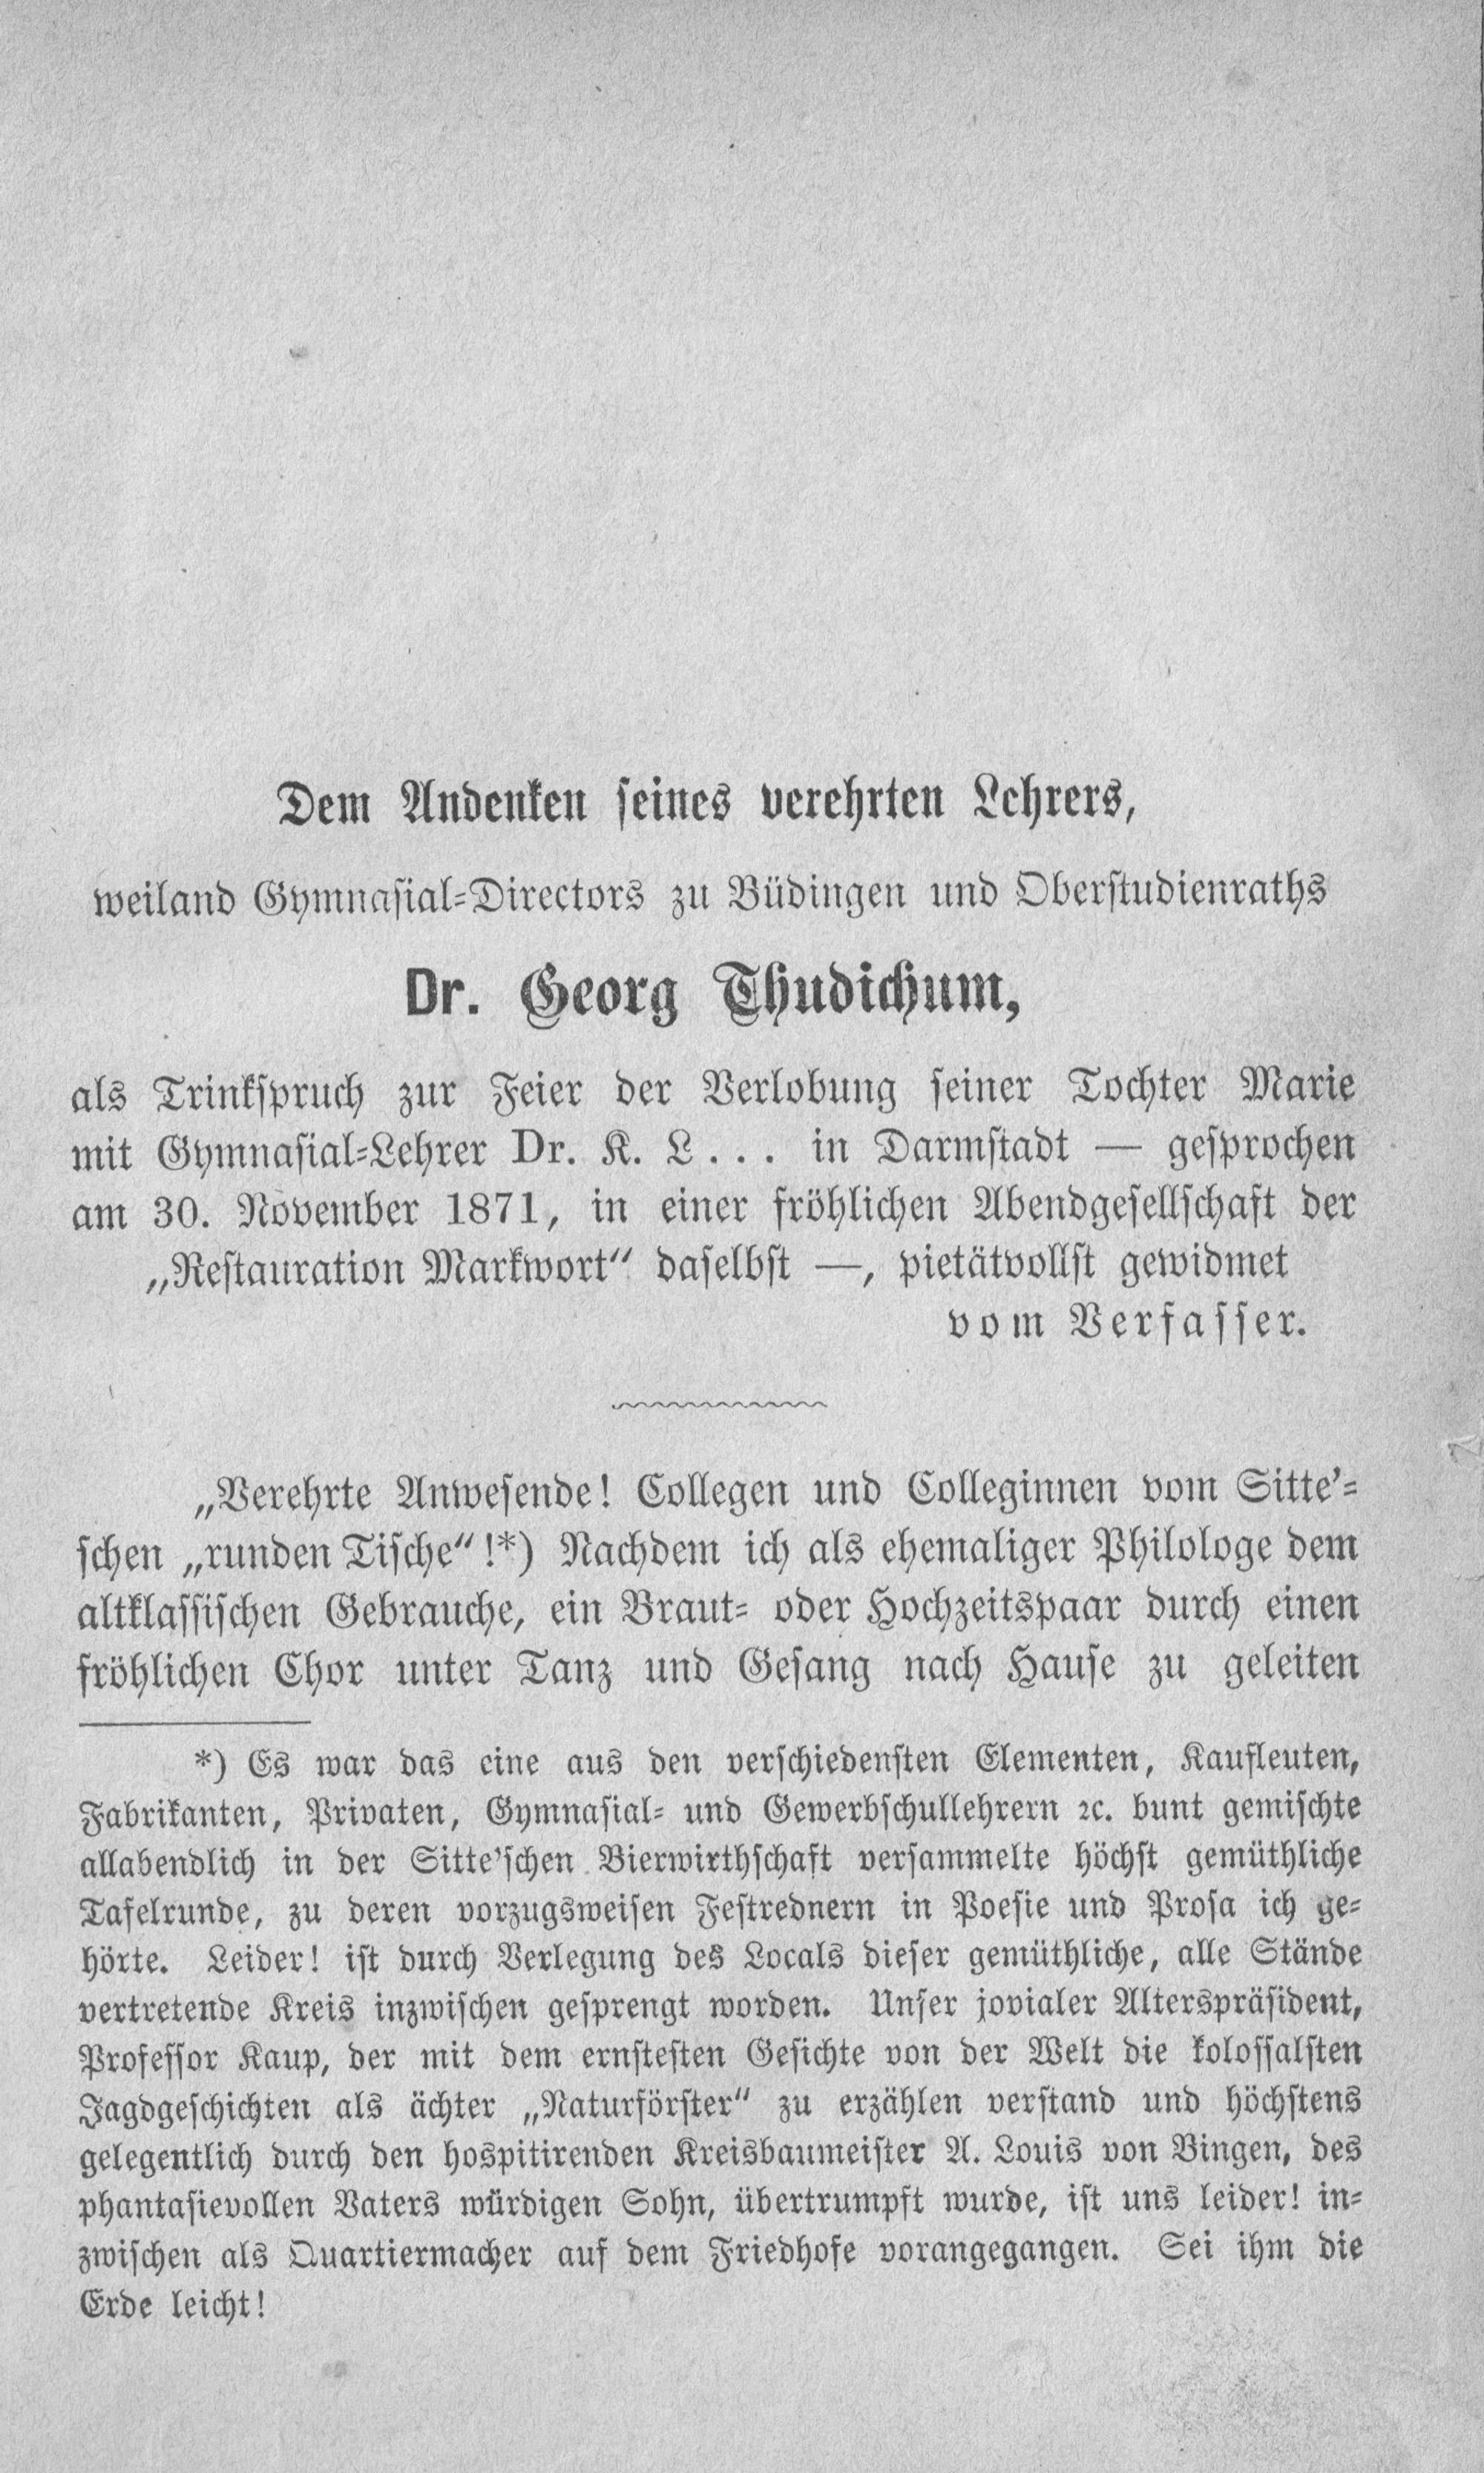 Dem Andenken seines verehrten Lehrers,
weiland Gymnasial-Directors zu Büdingen und Oberstudienraths
Dr. Georg Thudichum,
als Trinkspruch zur Feier der Verlobung seiner Tochter Marie
mit Gymnasial-Lehrer Dr. K. L... in Darmstadt — gesprochen
am 30. November 1871, in einer fröhlichen Abendgesellschaft der
„Restauration Markwort“ daselbst —, pietätvollst gewidmet
vom Verfasser.
„Verehrte Anwesende! Collegen und Colleginnen vom Sitte'-
schen „runden Tische“!*) Nachdem ich als ehemaliger Philologe dem
altklassischen Gebrauche, ein Braut- oder Hochzeitspaar durch einen
fröhlichen Chor unter Tanz und Gesang nach Hause zu geleiten
*) Es war das eine aus den verschiedensten Elementen, Kaufleuten,
Fabrikanten, Privaten, Gymnasial- und Gewerbschullehrern ꝛc. bunt gemischte
allabendlich in der Sitte'schen Bierwirthschaft versammelte höchst gemüthliche
Tafelrunde, zu deren vorzugsweisen Festrednern in Poesie und Prosa ich ge-
hörte. Leider! ist durch Verlegung des Locals dieser gemüthliche, alle Stände
vertretende Kreis inzwischen gesprengt worden. Unser jovialer Alterspräsident,
Professor Kaup, der mit dem ernstesten Gesichte von der Welt die kolossalsten
Jagdgeschichten als ächter „Naturförster“ zu erzählen verstand und höchstens
gelegentlich durch den hospitirenden Kreisbaumeister A. Louis von Bingen, des
phantasievollen Vaters würdigen Sohn, übertrumpft wurde, ist uns leider! in-
zwischen als Quartiermacher auf dem Friedhofe vorangegangen. Sei ihm die
Erde leicht!